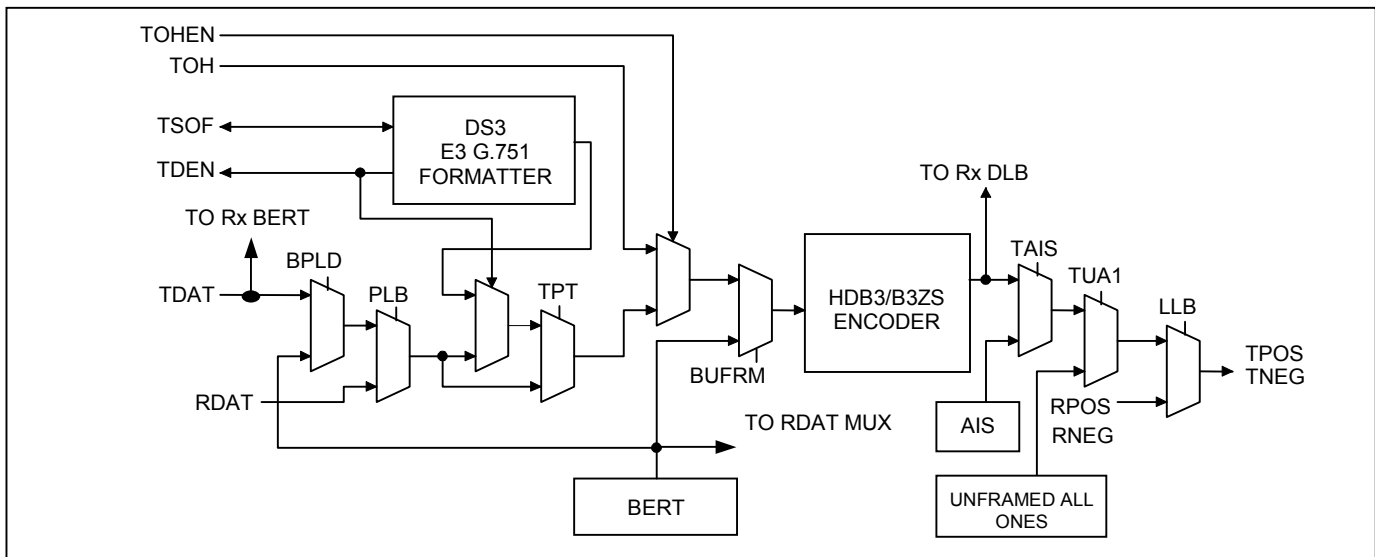 TOHEN
TOH
TSOF
DS3
E3 G.751
FORMATTER
TDEN
TO Rx DLB
TO Rx BERT
BPLD
TAIS
TDAT
PLB
TPT
HDB3/B3ZS
ENCODER
TUA1
LLB
BUFRM
TPOS
TNEG
RDAT
RPOS
RNEG
TO RDAT MUX
AIS
BERT
UNFRAMED ALL
ONES